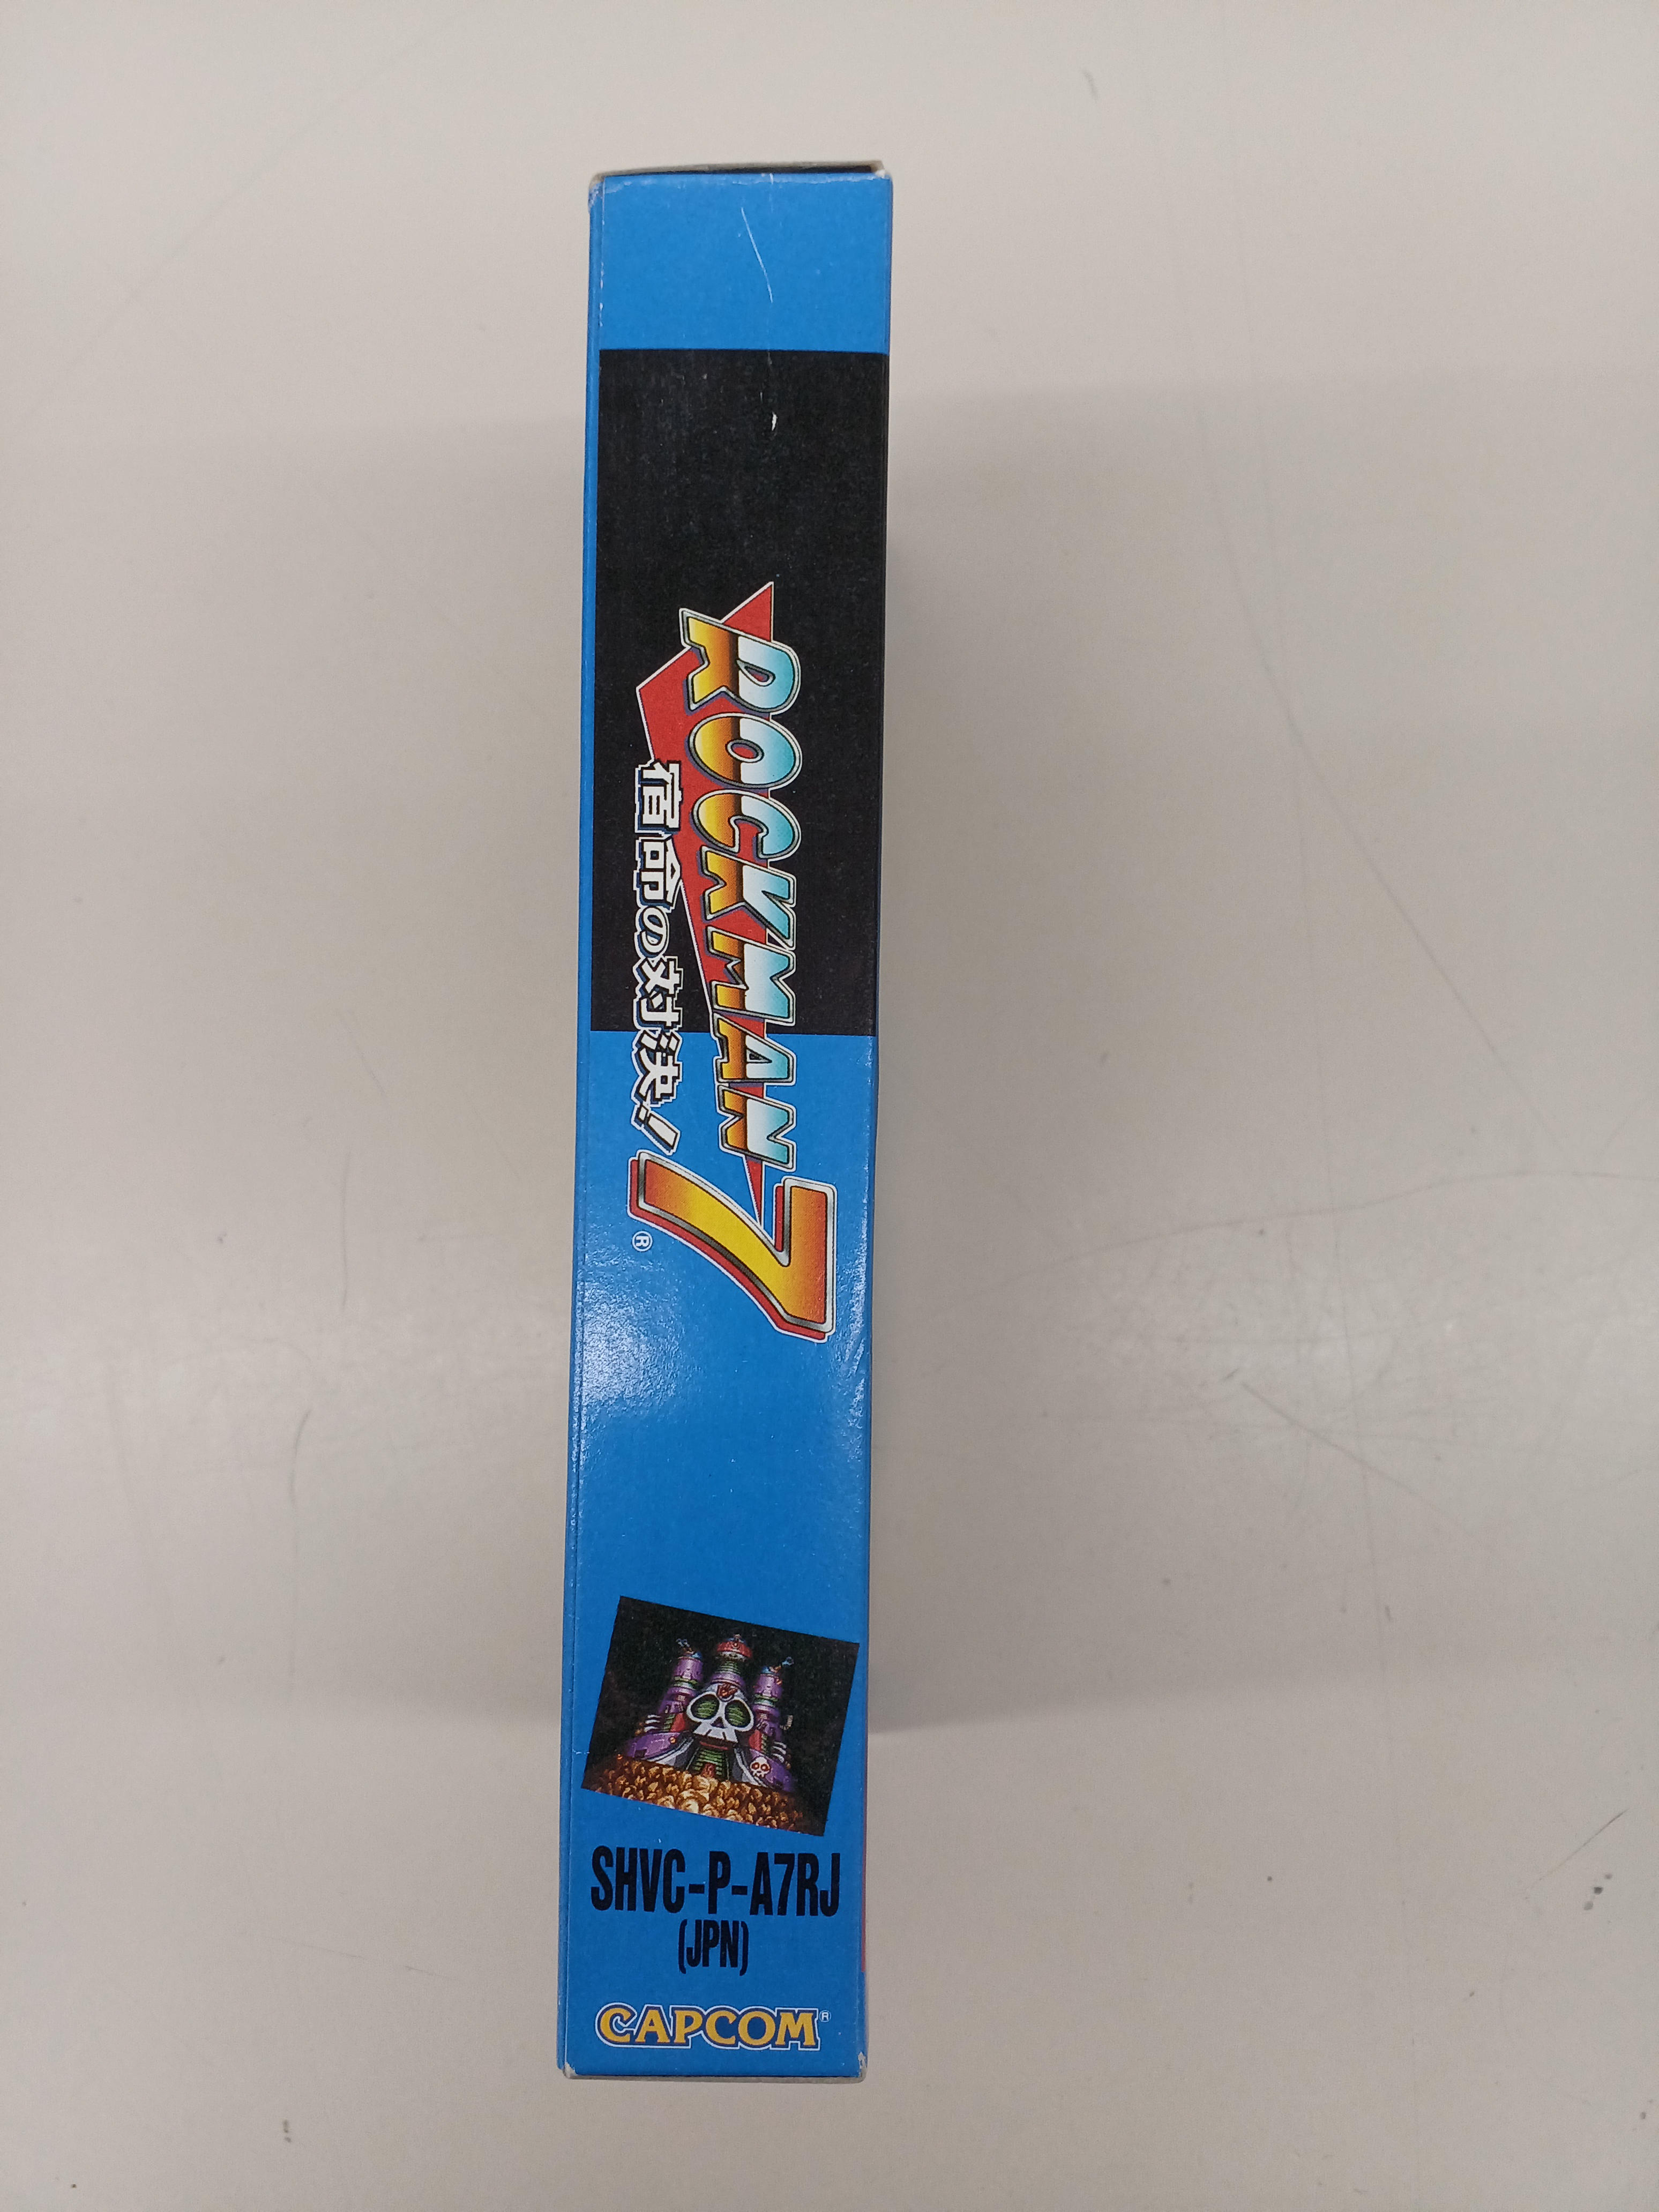 ROCKMAN 7
宿命の対決!
®
SHVC-P-A7RJ
(JPN)
CAPCOM®